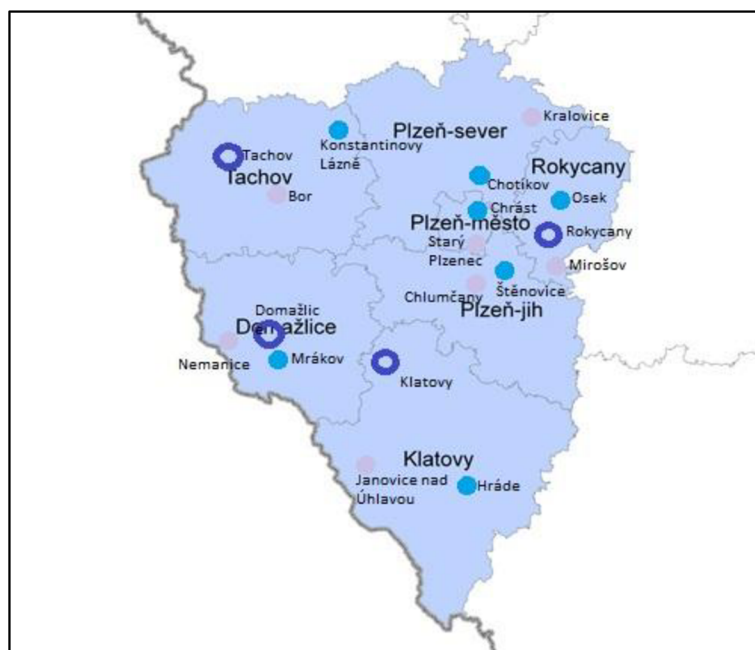 Kralovice
Plzeň-sever
Konstantinovy
Lázně
Tachov
Tachov
Rokycany
Chotíkov
Osek
Bor
Chrást
Plzeň-město
Rokycany
Starý
Plzenec
Mirošov
Chlumčany
Štěnovice
Plzeň-jih
Domažlic
Domažlice
Nemanice
Mrákov
Klatovy
Klatovy
Janovice nad
Úhlavou
Hráde